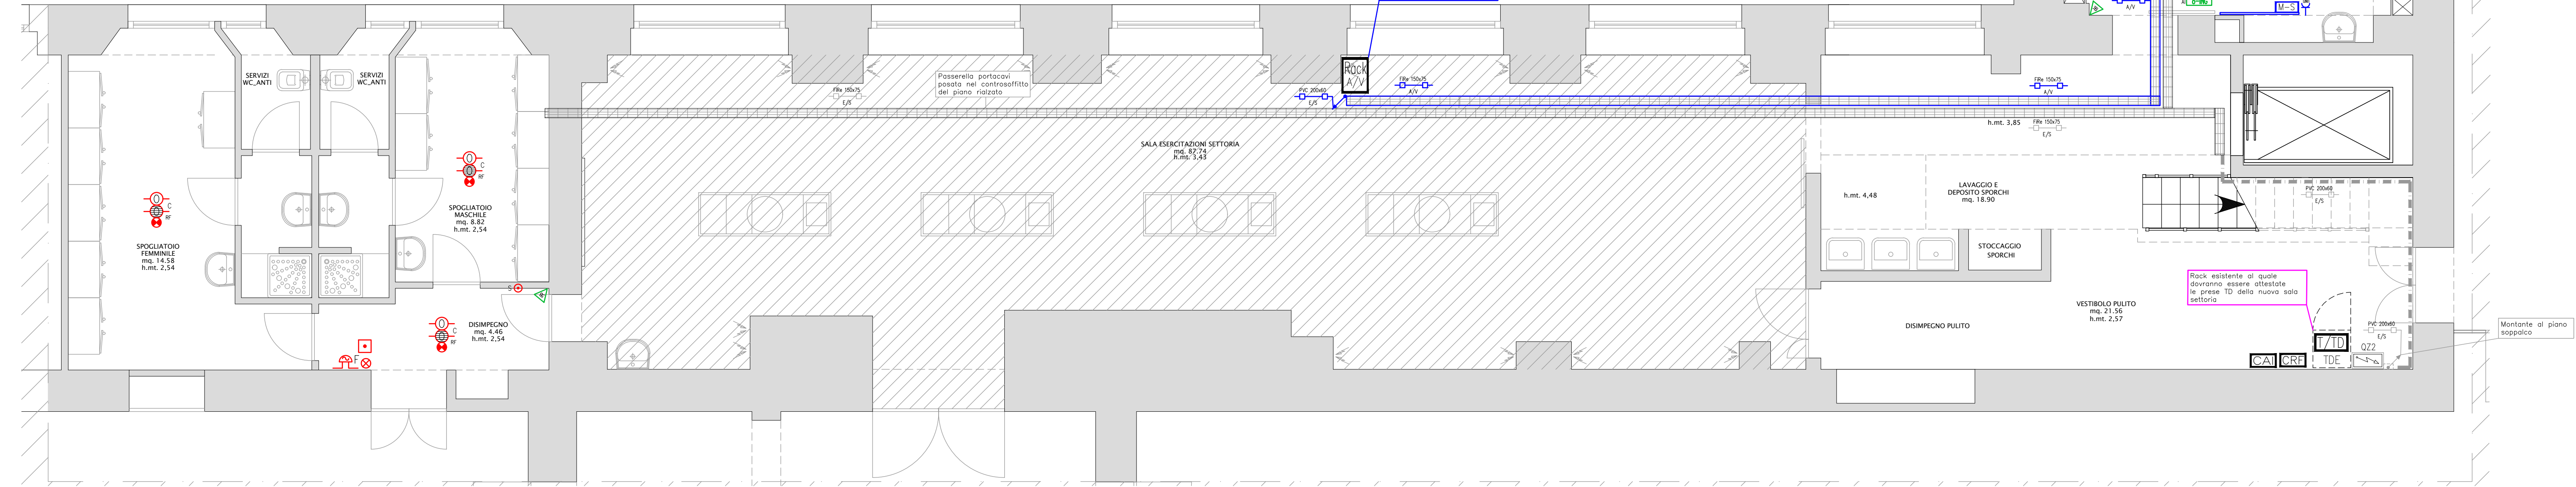 SERVIZI
WC_ANTI
SERVIZI
WC_ANTI
C
RF
SPOGLIATOIO
FEMMINILE
mq. 14.58
h.mt. 2,54
C
RF
SPOGLIATOIO
MASCHILE
mq. 8.82
h.mt. 2,54
S
C
RF
DISIMPEGNO
mq. 4.46
h.mt. 2,54
F
FIRe 150x75
E/S
Passerella portacavi
posata nel controsoffitto
del piano rialzato
SALA ESERCITAZIONI SETTORIA
mq. 87.74
h.mt. 3,43
PVC 200x60
E/S
Rack
A/V
FIRe 150x75
A/V
FIRe 150x75
A/V
A/V
M-S
h.mt. 3,85
FIRe 150x75
E/S
h.mt. 4,48
LAVAGGIO E
DEPOSITO SPORCHI
mq. 18.90
STOCCAGGIO
SPORCHI
PVC 200x60
E/S
Rack esistente al quale
dovranno essere attestate
le prese TD della nuova sala
settoria
VESTIBOLO PULITO
mq. 21.56
h.mt. 2,57
DISIMPEGNO PULITO
PVC 200x60
E/S
T/TD
QZ2
CAI
CRF
TDE
Montante al piano
soppalco